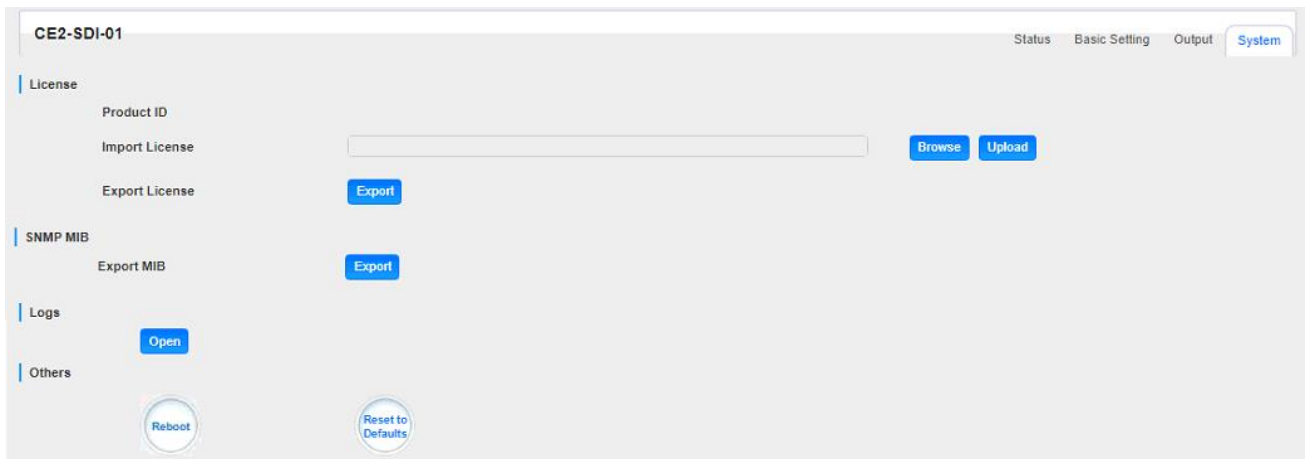 CE2-SDI-01
Status Basic Setting Output System
License
Product ID
Import License Browse Upload
Export License Export
SNMP MIB
Export MIB Export
Logs
Open
Others
Reboot Reset to
Defaults